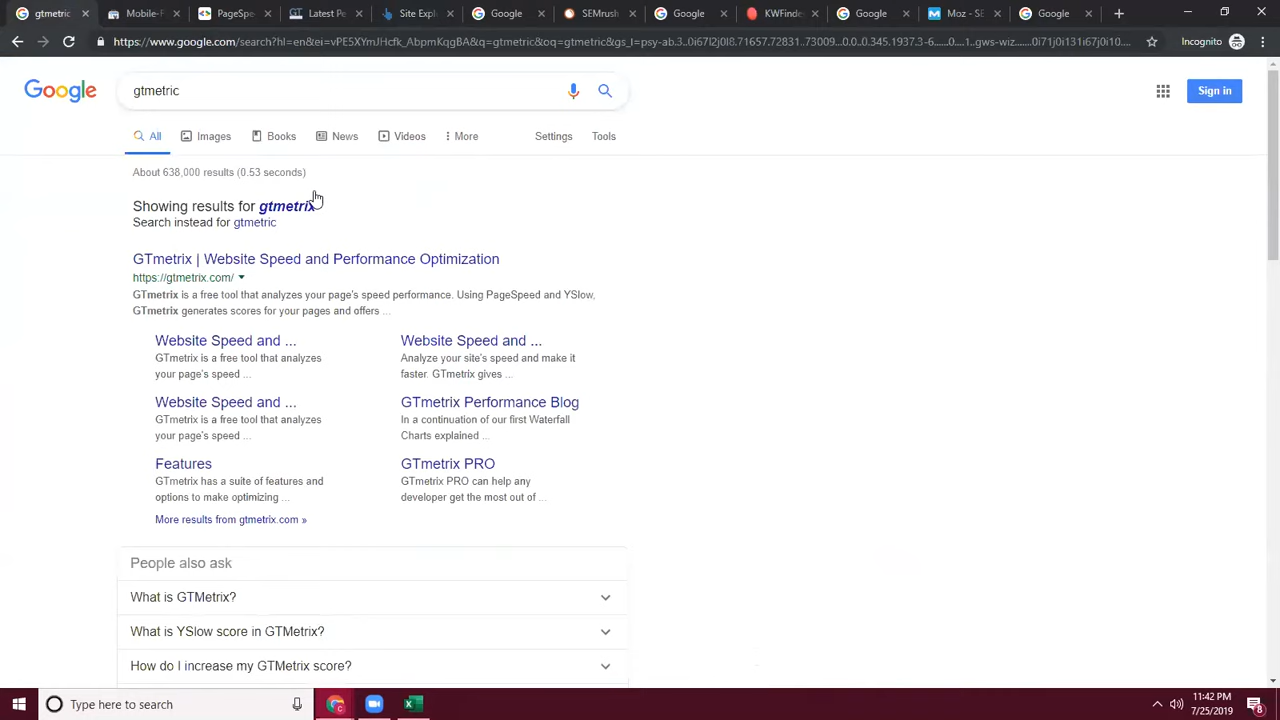 gtmetric
Mobile-F
PageSpe
Latest Pe
Site Explo
Google
SEMrush
Google
KWFinde
Google
Moz - SE
Google
https://www.google.com/search?hl=en&ei=vPE5XYmJHcfk_AbpmKqgBA&q=gtmetric&oq=gtmetric&gs_l=psy-ab.3..0i67l2j0l8.71657.72831.73009...0.0..0.345.1937.3-6......0....1..gws-wiz.......0i71j0i131i67j0i10....
Incognito
Google
gtmetric
Sign in
All
Images
Books
News
Videos
More
Settings
Tools
About 638,000 results (0.53 seconds)
Showing results for gtmetrix
Search instead for gtmetric
GTmetrix | Website Speed and Performance Optimization
https://gtmetrix.com/
GTmetrix is a free tool that analyzes your page's speed performance. Using PageSpeed and YSlow,
GTmetrix generates scores for your pages and offers ...
Website Speed and ...
GTmetrix is a free tool that analyzes
your page's speed ...
Website Speed and ...
Analyze your site's speed and make it
faster. GTmetrix gives ...
Website Speed and ...
GTmetrix is a free tool that analyzes
your page's speed ...
GTmetrix Performance Blog
In a continuation of our first Waterfall
Charts explained ...
Features
GTmetrix has a suite of features and
options to make optimizing ...
GTmetrix PRO
GTmetrix PRO can help any
developer get the most out of ...
More results from gtmetrix.com »
People also ask
What is GTMetrix?
What is YSlow score in GTMetrix?
How do I increase my GTMetrix score?
Type here to search
11:42 PM
7/25/2019
8